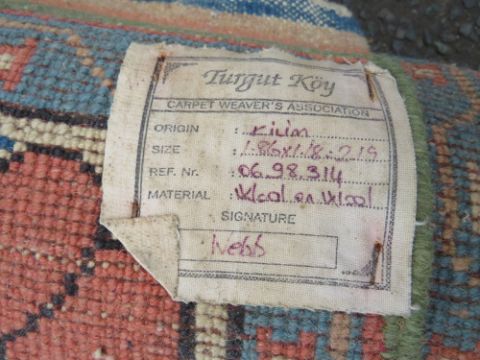 Turgut Köy
CARPET WEAVER'S ASSOCIATION
ORIGIN : Kilim
SIZE : 1.86x1.18=2.19
REF. Nr. : 06.98.314
MATERIAL : Wool on Wool
SIGNATURE
Webb